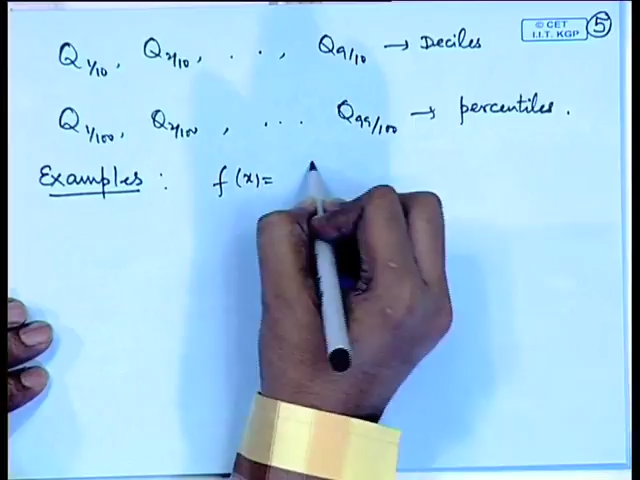 © CET
I.I.T. KGP
5
Q1/10, Q2/10, . . ., Q9/10 → Deciles
Q1/100, Q2/100, ... Q99/100 → percentiles.
Examples : f(x)=